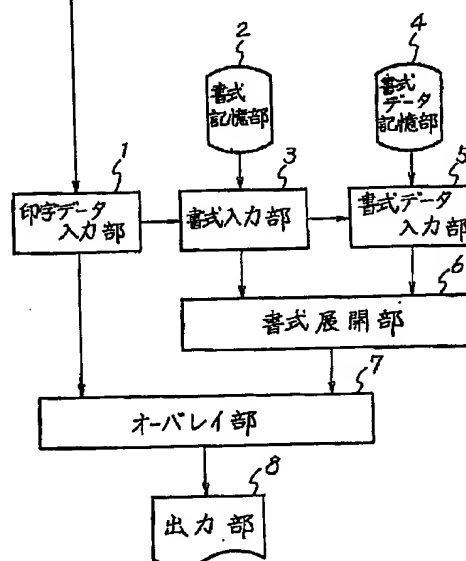 2
4
書式
記憶部
書式
データ
記憶部
1
3
5
印字データ
入力部
書式入力部
書式データ
入力部
6
書式展開部
7
オーバレイ部
8
出力部